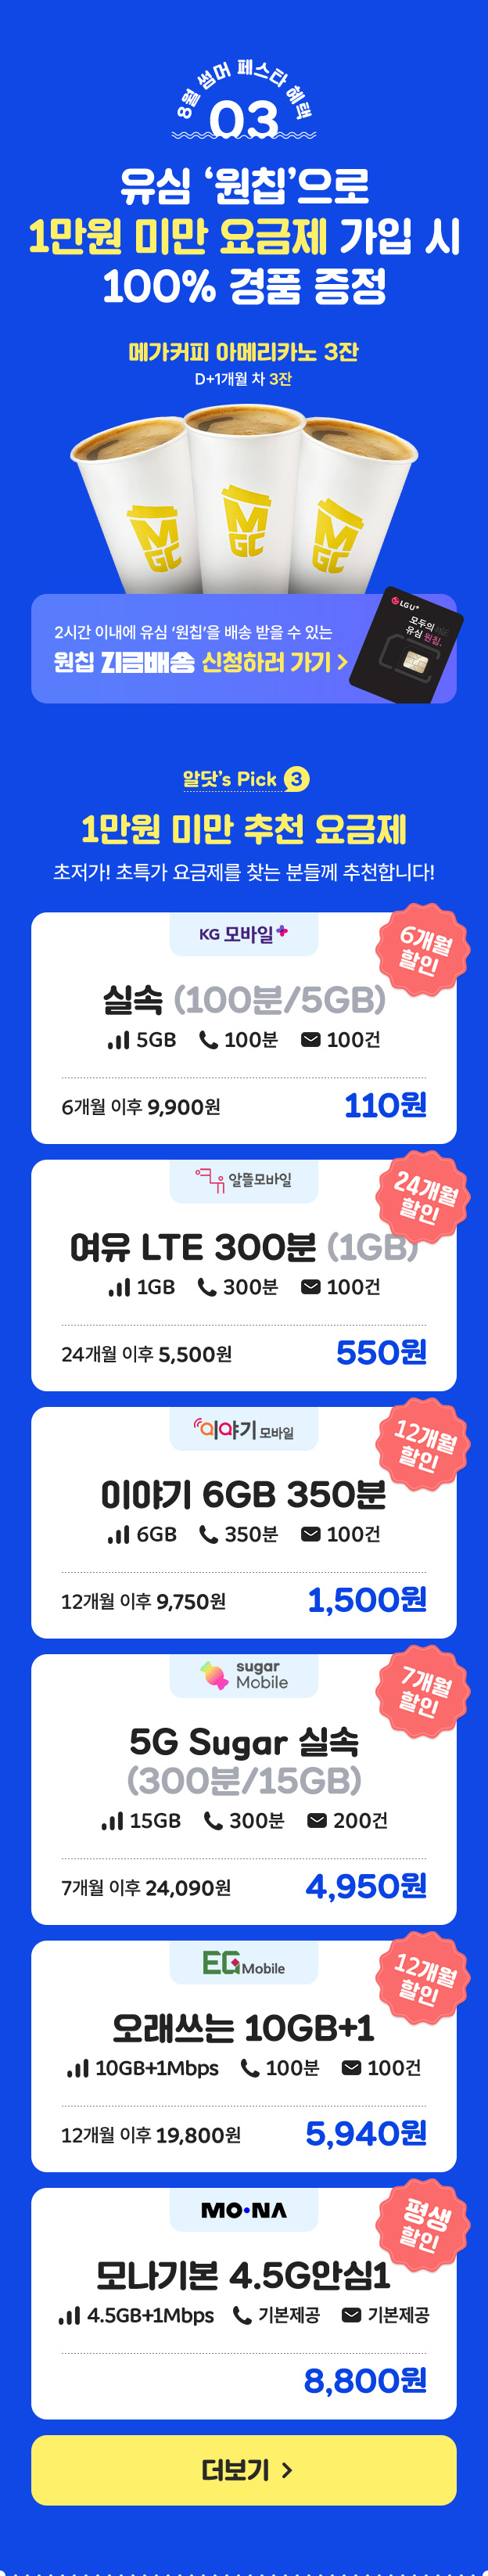 8월 썸머 페스타 혜택
03
유심 ‘원칩’으로
1만원 미만 요금제 가입 시
100% 경품 증정
메가커피 아메리카노 3잔
D+1개월 차 3잔
M
GC
M
GC
M
GC
2시간 이내에 유심 ‘원칩’을 배송 받을 수 있는
원칩 지금배송 신청하러 가기 >
LG U+
모두의
유심 원칩.
알닷’s Pick 3
1만원 미만 추천 요금제
초저가! 초특가 요금제를 찾는 분들께 추천합니다!
KG 모바일
6개월
할인
실속 (100분/5GB)
5GB 100분 100건
6개월 이후 9,900원 110원
알뜰모바일
24개월
할인
여유 LTE 300분 (1GB)
1GB 300분 100건
24개월 이후 5,500원 550원
이야기 모바일
12개월
할인
이야기 6GB 350분
6GB 350분 100건
12개월 이후 9,750원 1,500원
sugar
Mobile
7개월
할인
5G Sugar 실속
(300분/15GB)
15GB 300분 200건
7개월 이후 24,090원 4,950원
EG Mobile
12개월
할인
오래쓰는 10GB+1
10GB+1Mbps 100분 100건
12개월 이후 19,800원 5,940원
MO·NA
평생
할인
모나기본 4.5G안심1
4.5GB+1Mbps 기본제공 기본제공
8,800원
더보기 >